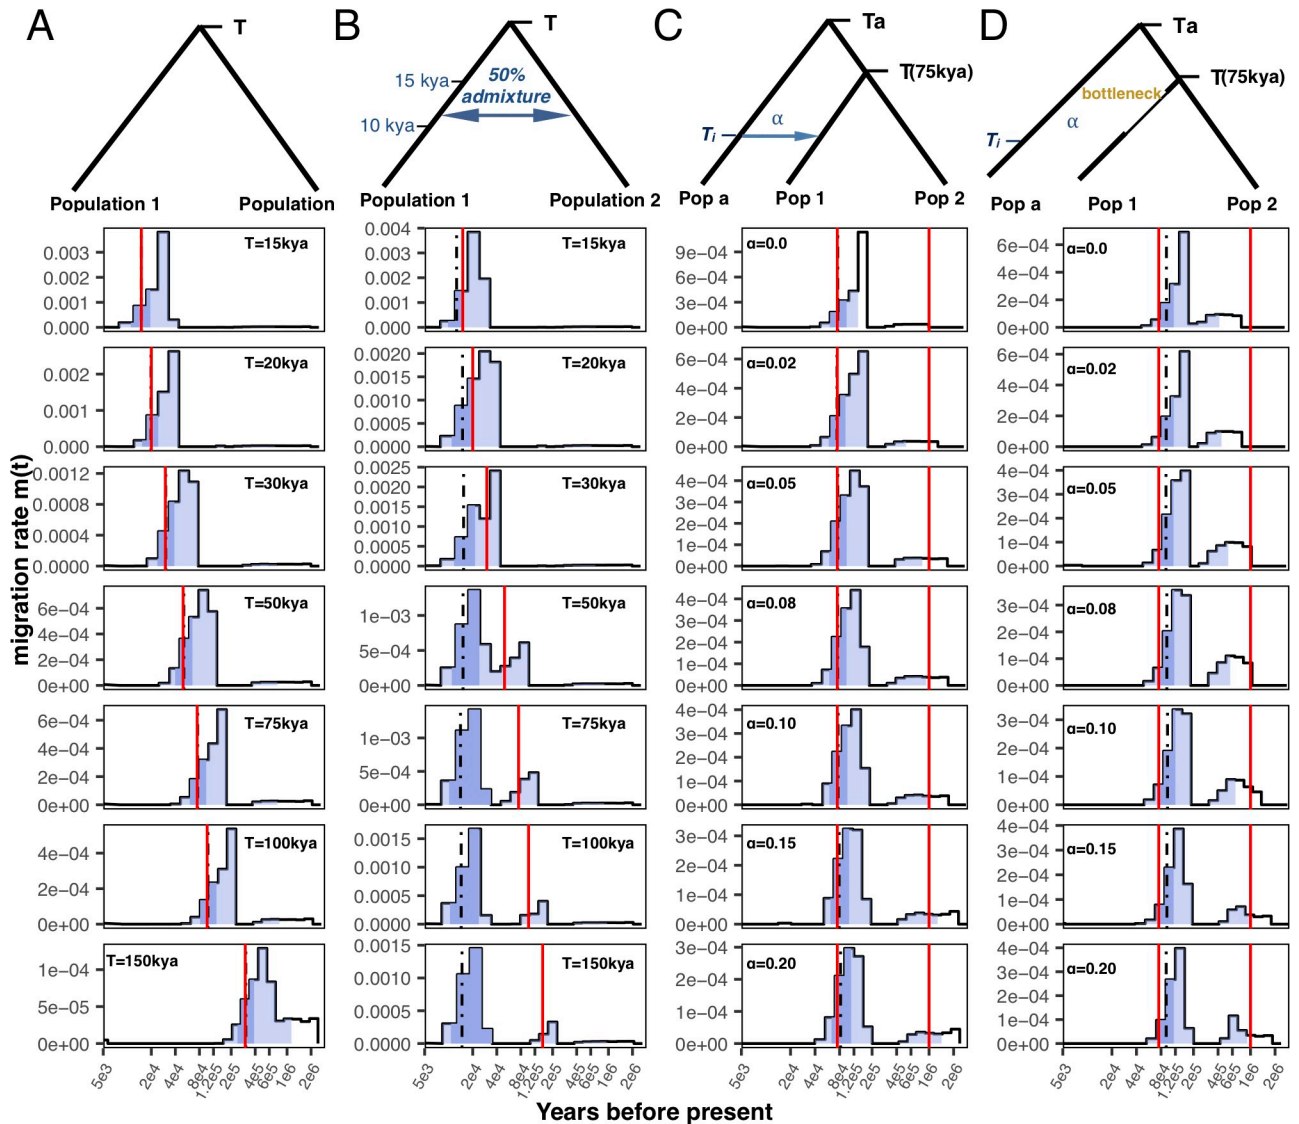 A
T
Population 1
Population
B
T
15 kya
50%
admixture
10 kya
Population 1
Population 2
C
Ta
T(75kya)
α
Ti
Pop a
Pop 1
Pop 2
D
Ta
T(75kya)
bottleneck
α
Ti
Pop a
Pop 1
Pop 2
migration rate m(t)
T=15kya
0.003
0.002
0.001
0.000
T=20kya
0.002
0.001
0.000
T=30kya
0.0012
0.0008
0.0004
0.0000
T=50kya
6e−04
4e−04
2e−04
0e+00
T=75kya
6e−04
4e−04
2e−04
0e+00
T=100kya
4e−04
2e−04
0e+00
T=150kya
1e−04
5e−05
0e+00
5e3
2e4
4e4
8e4
1.2e5
2e5
4e5
6e5
1e6
2e6
T=15kya
0.004
0.003
0.002
0.001
0.000
T=20kya
0.0020
0.0015
0.0010
0.0005
0.0000
T=30kya
0.0025
0.0020
0.0015
0.0010
0.0005
0.0000
T=50kya
1e−03
5e−04
0e+00
T=75kya
1e−03
5e−04
0e+00
T=100kya
0.0015
0.0010
0.0005
0.0000
T=150kya
0.0015
0.0010
0.0005
0.0000
5e3
2e4
4e4
8e4
1.2e5
2e5
4e5
6e5
1e6
2e6
α=0.0
9e−04
6e−04
3e−04
0e+00
α=0.02
6e−04
4e−04
2e−04
0e+00
α=0.05
4e−04
3e−04
2e−04
1e−04
0e+00
α=0.08
4e−04
3e−04
2e−04
1e−04
0e+00
α=0.10
4e−04
3e−04
2e−04
1e−04
0e+00
α=0.15
3e−04
2e−04
1e−04
0e+00
α=0.20
3e−04
2e−04
1e−04
0e+00
5e3
2e4
4e4
8e4
1.2e5
2e5
4e5
6e5
1e6
2e6
α=0.0
6e−04
4e−04
2e−04
0e+00
α=0.02
6e−04
4e−04
2e−04
0e+00
α=0.05
4e−04
3e−04
2e−04
1e−04
0e+00
α=0.08
3e−04
2e−04
1e−04
0e+00
α=0.10
3e−04
2e−04
1e−04
0e+00
α=0.15
4e−04
3e−04
2e−04
1e−04
0e+00
α=0.20
4e−04
3e−04
2e−04
1e−04
0e+00
5e3
2e4
4e4
8e4
1.2e5
2e5
4e5
6e5
1e6
2e6
Years before present